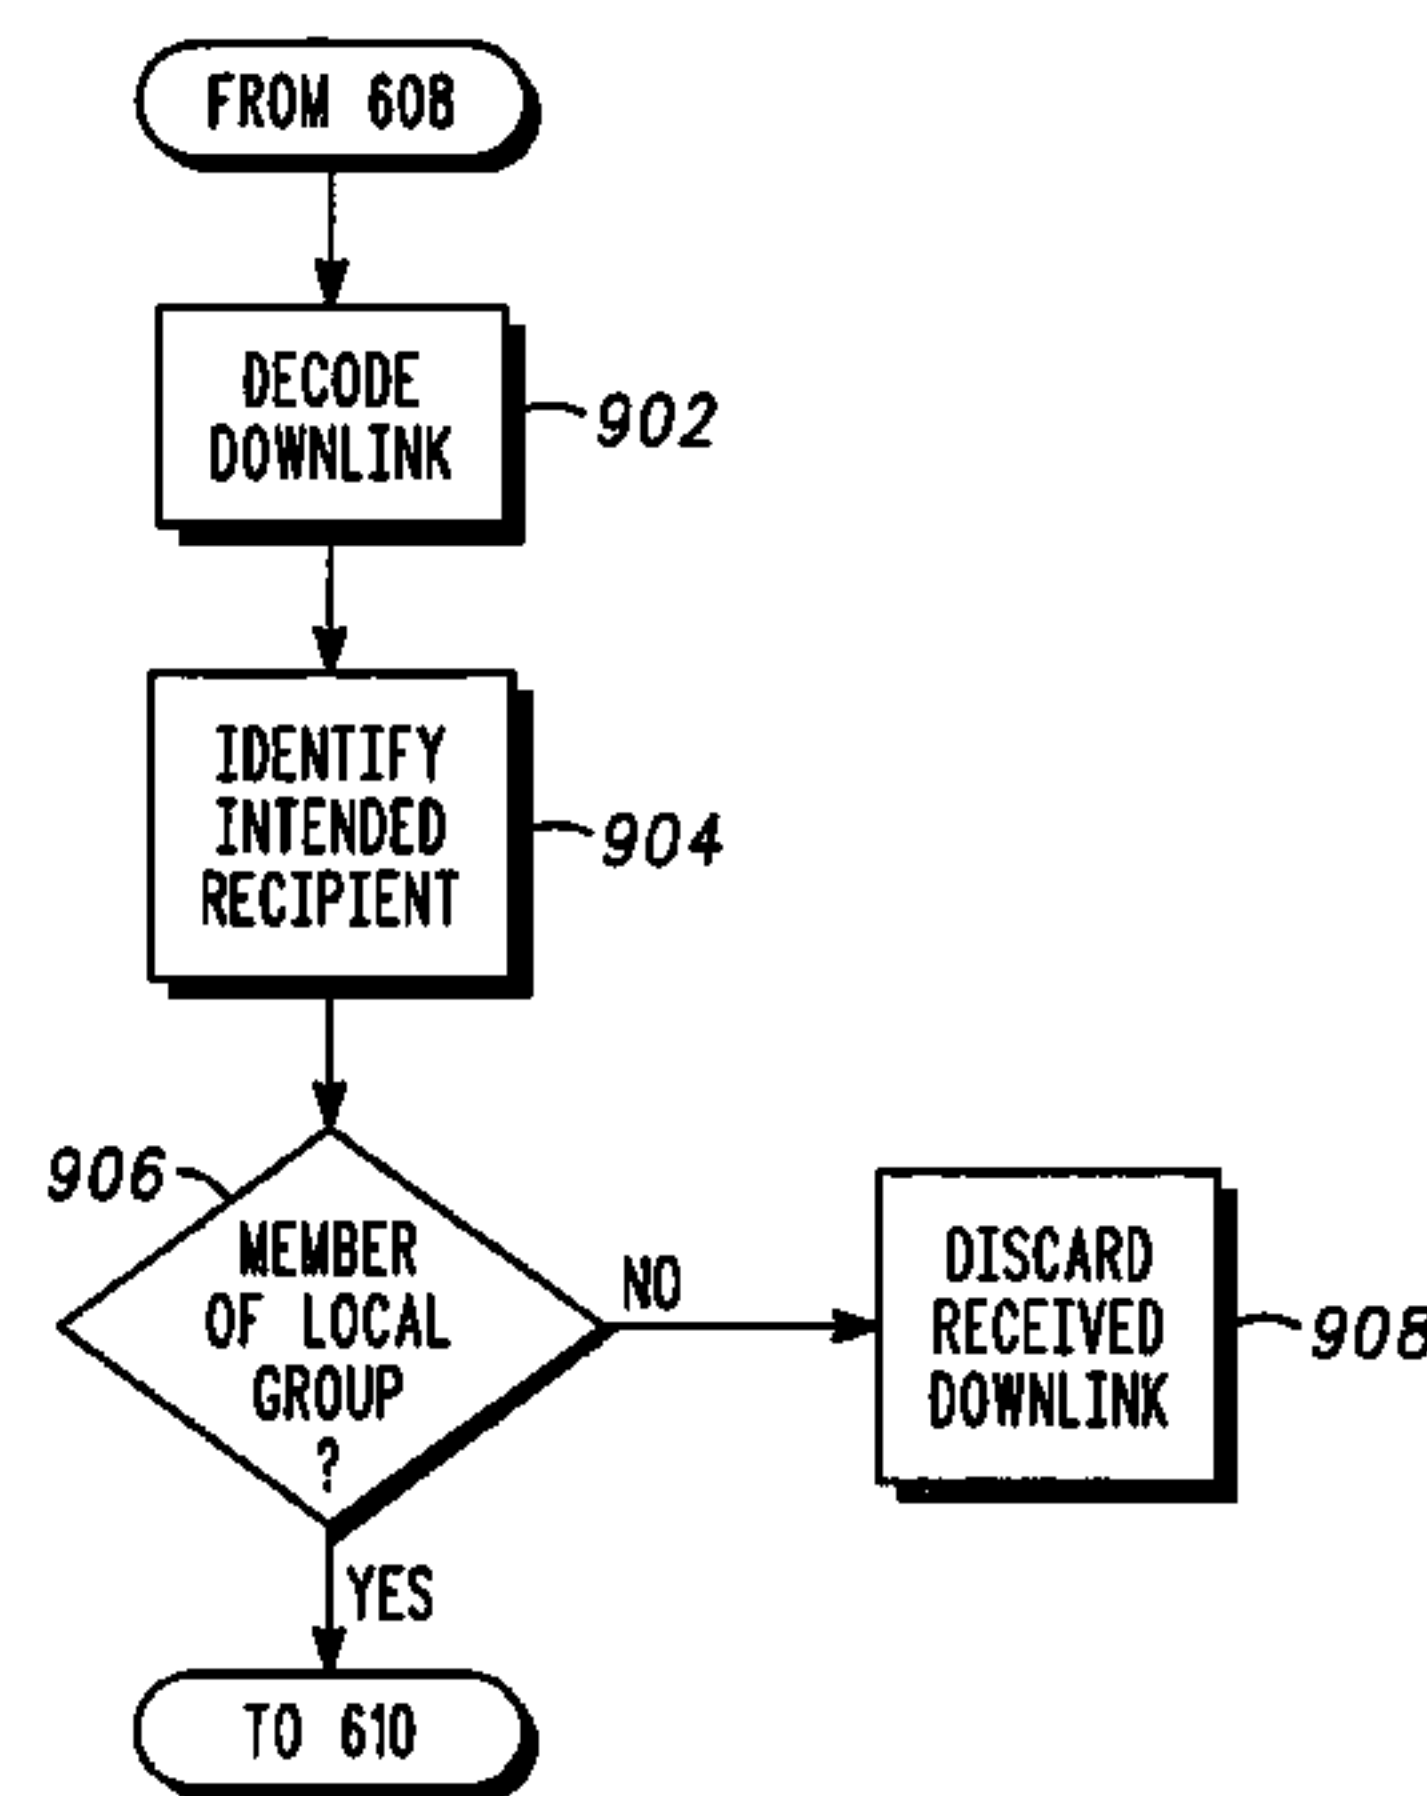 FROM 608
DECODE
DOWNLINK
902
IDENTIFY
INTENDED
RECIPIENT
904
906
MEMBER
OF LOCAL
GROUP
?
NO
DISCARD
RECEIVED
DOWNLINK
908
YES
TO 610